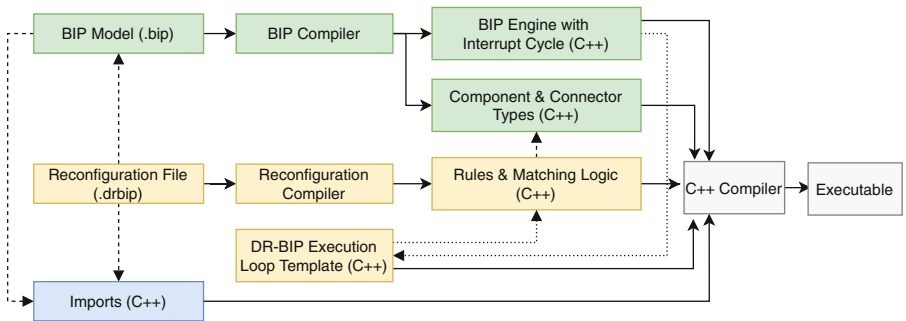 BIP Model (.bip)
BIP Compiler
BIP Engine with
Interrupt Cycle (C++)
Component & Connector
Types (C++)
Reconfiguration File
(.drbip)
Reconfiguration
Compiler
Rules & Matching Logic
(C++)
C++ Compiler
Executable
DR-BIP Execution
Loop Template (C++)
Imports (C++)